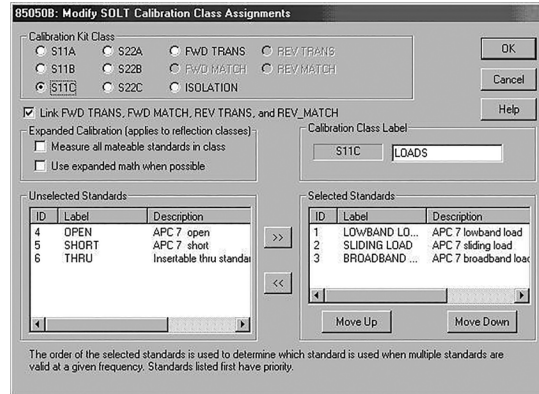 85050B: Modify SOLT Calibration Class Assignments
Calibration Kit Class
S11A S22A FWD TRANS REV TRANS
S11B S22B FWD MATCH REV MATCH
S11C S22C ISOLATION
OK
Cancel
Help
Link FWD TRANS, FWD MATCH, REV TRANS, and REV_MATCH
Expanded Calibration (applies to reflection classes)
Measure all mateable standards in class
Use expanded math when possible
Calibration Class Label
S11C LOADS
Unselected Standards
ID Label Description
4 OPEN APC 7 open
5 SHORT APC 7 short
6 THRU Insertable thru standar
>>
<<
Selected Standards
ID Label Description
1 LOWBAND LO... APC 7 lowband load
2 SLIDING LOAD APC 7 sliding load
3 BROADBAND ... APC 7 broadband load
Move Up Move Down
The order of the selected standards is used to determine which standard is used when multiple standards are
valid at a given frequency. Standards listed first have priority.